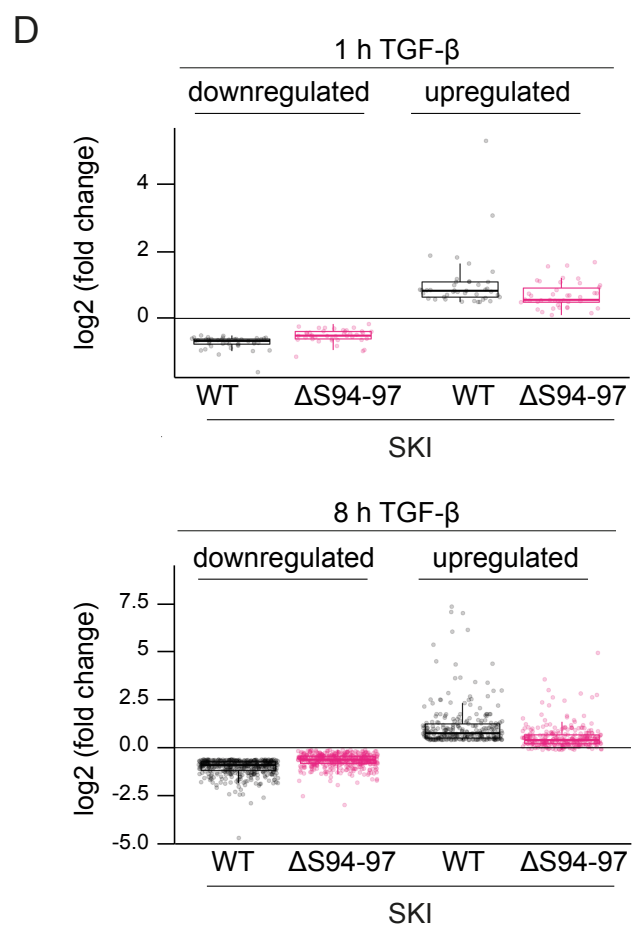 D
1 h TGF-β
downregulated upregulated
log2 (fold change)
4
2
0
WT ΔS94-97 WT ΔS94-97
SKI
8 h TGF-β
downregulated upregulated
log2 (fold change)
7.5
5
2.5
0.0
-2.5
-5.0
WT ΔS94-97 WT ΔS94-97
SKI